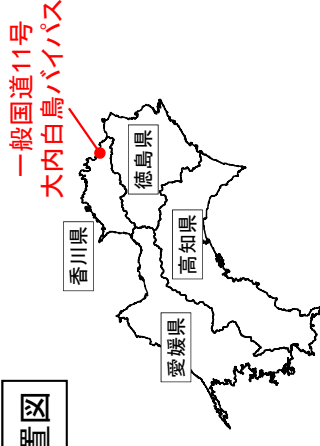 置図
一般国道11号
大内白鳥バイパス
香川県
徳島県
高知県
愛媛県